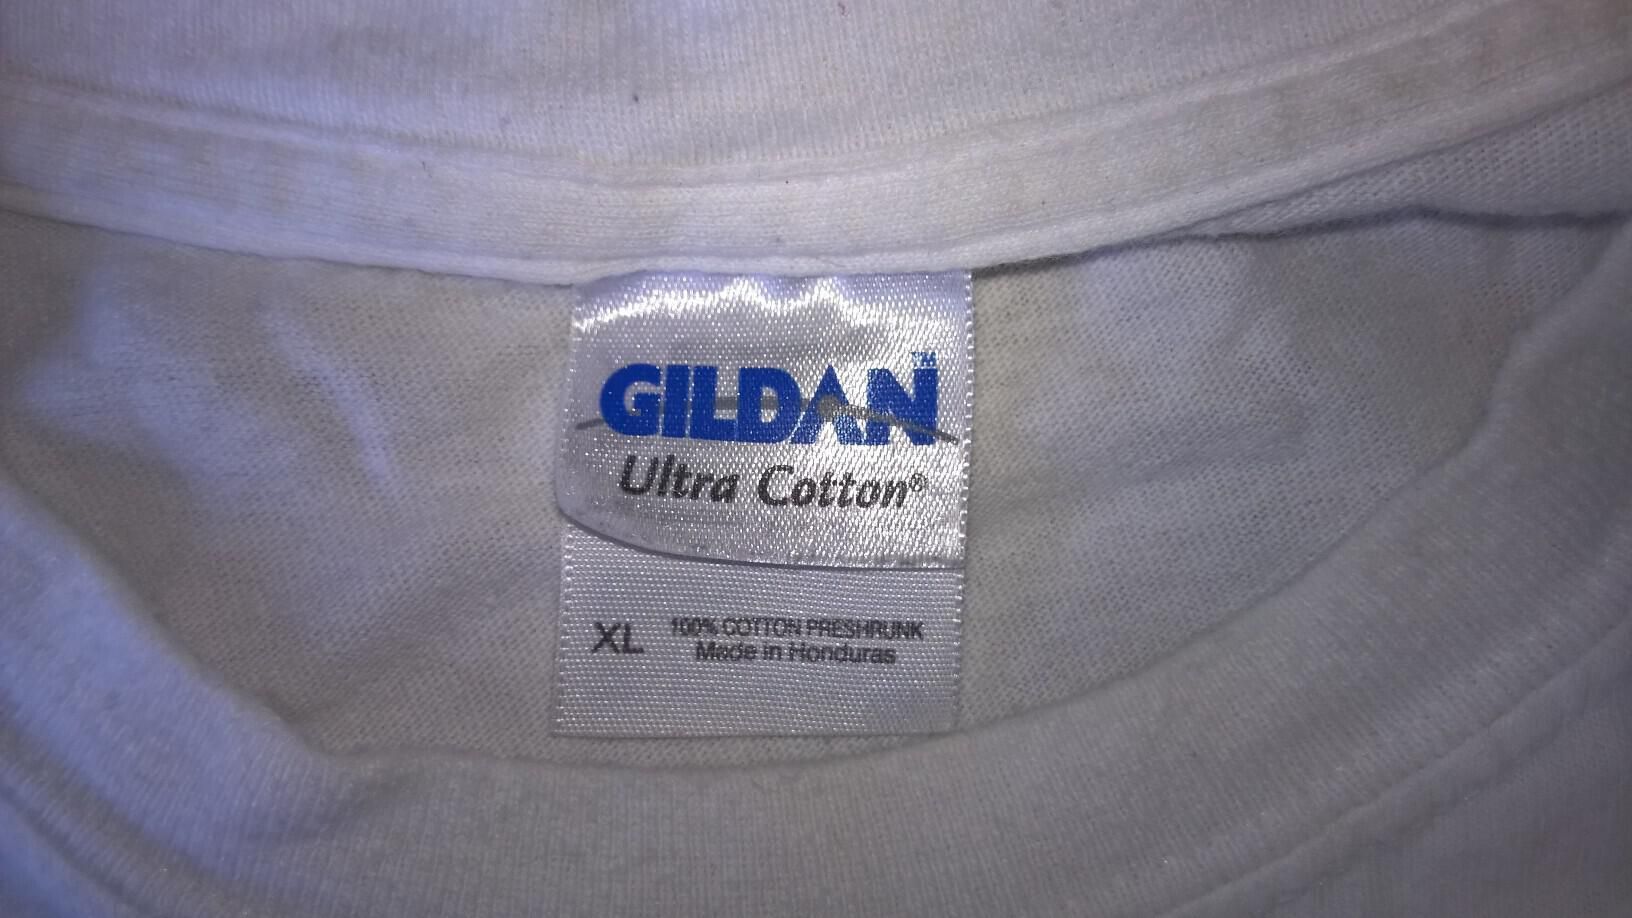 GILDAN™
Ultra Cotton®
XL
100% COTTON PRESHRUNK
Made in Honduras